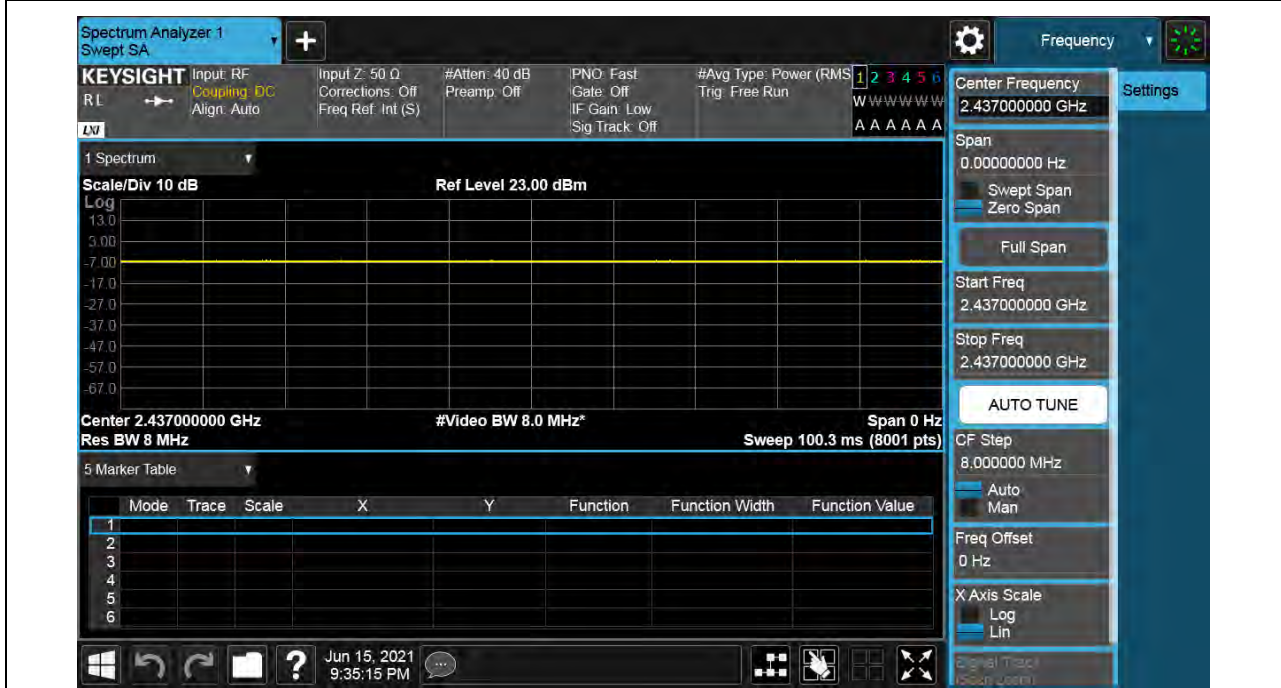 Spectrum Analyzer 1
Swept SA
Frequency
KEYSIGHT
RL
LXI
Input: RF
Coupling: DC
Align: Auto
Input Z: 50 Ω
Corrections: Off
Freq Ref: Int (S)
#Atten: 40 dB
Preamp: Off
PNO: Fast
Gate: Off
IF Gain: Low
Sig Track: Off
#Avg Type: Power (RMS
Trig: Free Run
1 2 3 4 5 6
W W W W W W
A A A A A A
1 Spectrum
Scale/Div 10 dB
Ref Level 23.00 dBm
Log
13.0
3.00
-7.00
-17.0
-27.0
-37.0
-47.0
-57.0
-67.0
Center 2.437000000 GHz
#Video BW 8.0 MHz*
Span 0 Hz
Res BW 8 MHz
Sweep 100.3 ms (8001 pts)
5 Marker Table
Mode Trace Scale X Y Function Function Width Function Value
1
2
3
4
5
6
Jun 15, 2021
9:35:15 PM
Center Frequency
2.437000000 GHz
Settings
Span
0.00000000 Hz
Swept Span
Zero Span
Full Span
Start Freq
2.437000000 GHz
Stop Freq
2.437000000 GHz
AUTO TUNE
CF Step
8.000000 MHz
Auto
Man
Freq Offset
0 Hz
X Axis Scale
Log
Lin
Signal Track
(Span Zoom)